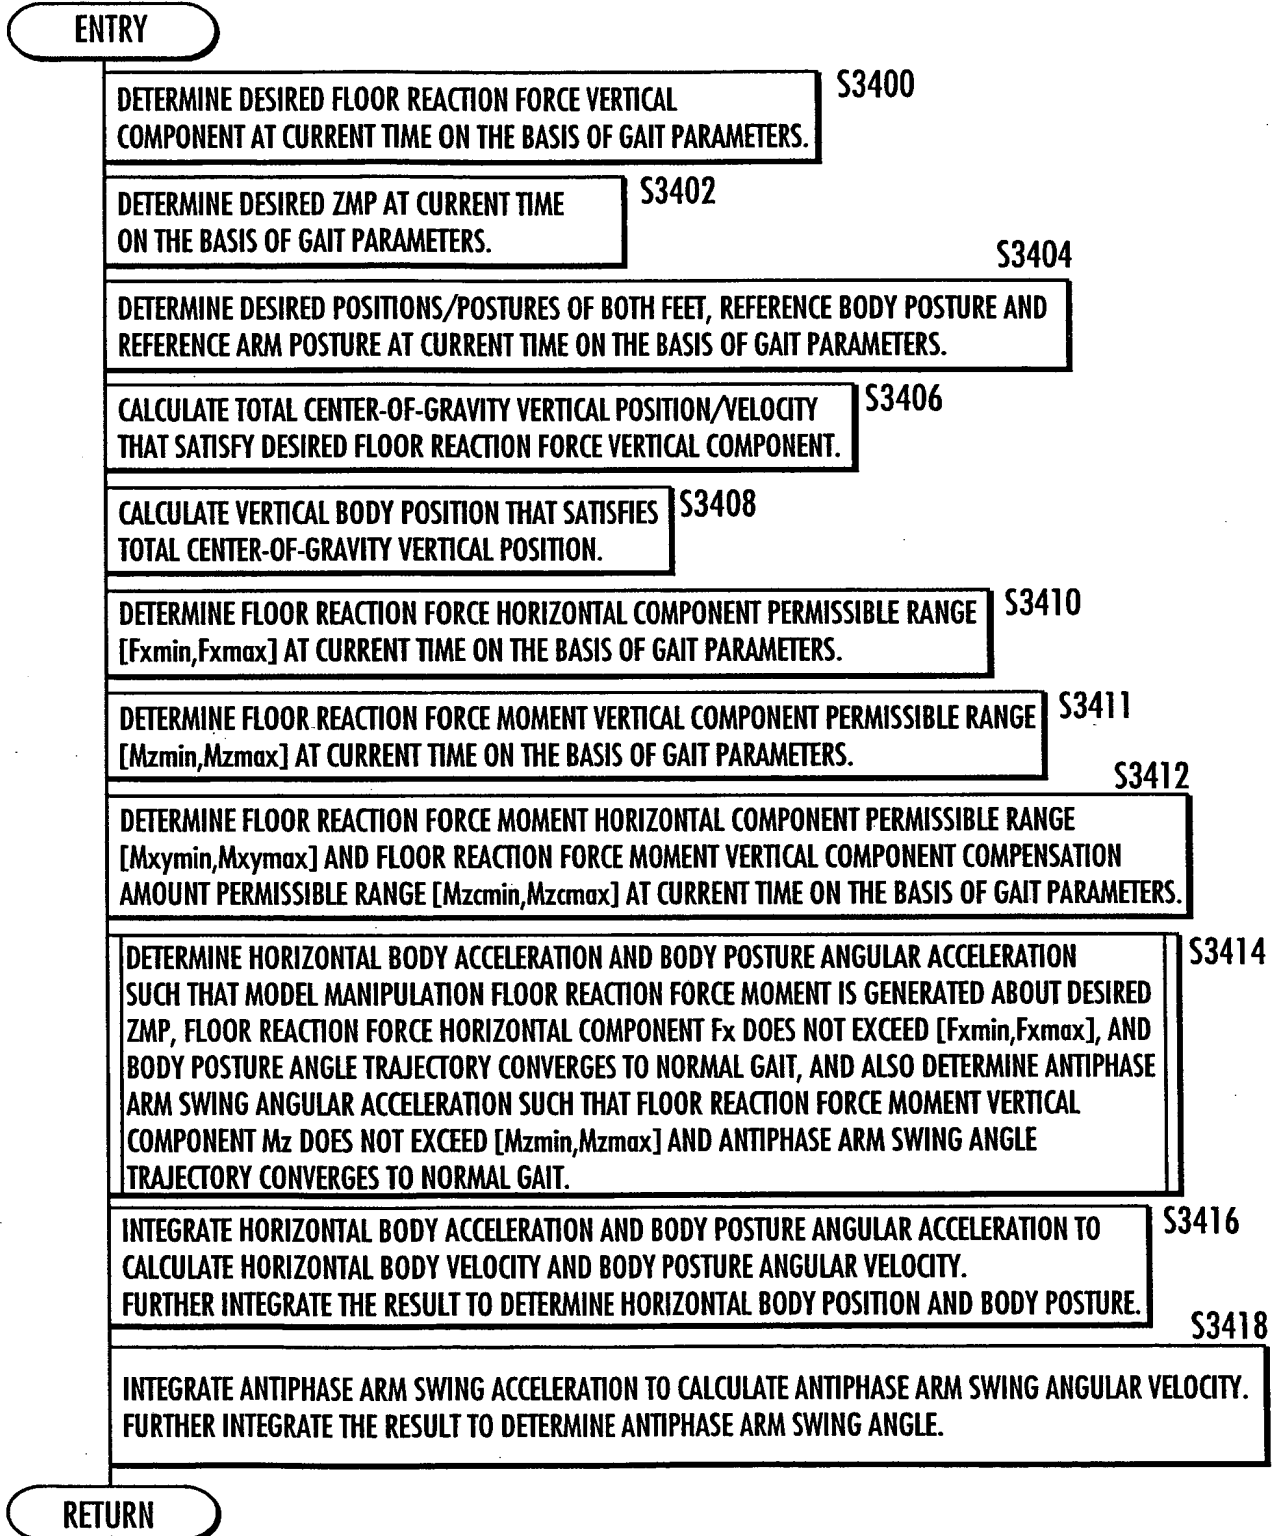 ENTRY
S3400
DETERMINE DESIRED FLOOR REACTION FORCE VERTICAL
COMPONENT AT CURRENT TIME ON THE BASIS OF GAIT PARAMETERS.
S3402
DETERMINE DESIRED ZMP AT CURRENT TIME
ON THE BASIS OF GAIT PARAMETERS.
S3404
DETERMINE DESIRED POSITIONS/POSTURES OF BOTH FEET, REFERENCE BODY POSTURE AND
REFERENCE ARM POSTURE AT CURRENT TIME ON THE BASIS OF GAIT PARAMETERS.
S3406
CALCULATE TOTAL CENTER-OF-GRAVITY VERTICAL POSITION/VELOCITY
THAT SATISFY DESIRED FLOOR REACTION FORCE VERTICAL COMPONENT.
S3408
CALCULATE VERTICAL BODY POSITION THAT SATISFIES
TOTAL CENTER-OF-GRAVITY VERTICAL POSITION.
S3410
DETERMINE FLOOR REACTION FORCE HORIZONTAL COMPONENT PERMISSIBLE RANGE
[Fxmin,Fxmax] AT CURRENT TIME ON THE BASIS OF GAIT PARAMETERS.
S3411
DETERMINE FLOOR REACTION FORCE MOMENT VERTICAL COMPONENT PERMISSIBLE RANGE
[Mzmin,Mzmax] AT CURRENT TIME ON THE BASIS OF GAIT PARAMETERS.
S3412
DETERMINE FLOOR REACTION FORCE MOMENT HORIZONTAL COMPONENT PERMISSIBLE RANGE
[Mxymin,Mxymax] AND FLOOR REACTION FORCE MOMENT VERTICAL COMPONENT COMPENSATION
AMOUNT PERMISSIBLE RANGE [Mzcmin,Mzcmax] AT CURRENT TIME ON THE BASIS OF GAIT PARAMETERS.
S3414
DETERMINE HORIZONTAL BODY ACCELERATION AND BODY POSTURE ANGULAR ACCELERATION
SUCH THAT MODEL MANIPULATION FLOOR REACTION FORCE MOMENT IS GENERATED ABOUT DESIRED
ZMP, FLOOR REACTION FORCE HORIZONTAL COMPONENT Fx DOES NOT EXCEED [Fxmin,Fxmax], AND
BODY POSTURE ANGLE TRAJECTORY CONVERGES TO NORMAL GAIT, AND ALSO DETERMINE ANTIPHASE
ARM SWING ANGULAR ACCELERATION SUCH THAT FLOOR REACTION FORCE MOMENT VERTICAL
COMPONENT Mz DOES NOT EXCEED [Mzmin,Mzmax] AND ANTIPHASE ARM SWING ANGLE
TRAJECTORY CONVERGES TO NORMAL GAIT.
S3416
INTEGRATE HORIZONTAL BODY ACCELERATION AND BODY POSTURE ANGULAR ACCELERATION TO
CALCULATE HORIZONTAL BODY VELOCITY AND BODY POSTURE ANGULAR VELOCITY.
FURTHER INTEGRATE THE RESULT TO DETERMINE HORIZONTAL BODY POSITION AND BODY POSTURE.
S3418
INTEGRATE ANTIPHASE ARM SWING ACCELERATION TO CALCULATE ANTIPHASE ARM SWING ANGULAR VELOCITY.
FURTHER INTEGRATE THE RESULT TO DETERMINE ANTIPHASE ARM SWING ANGLE.
RETURN